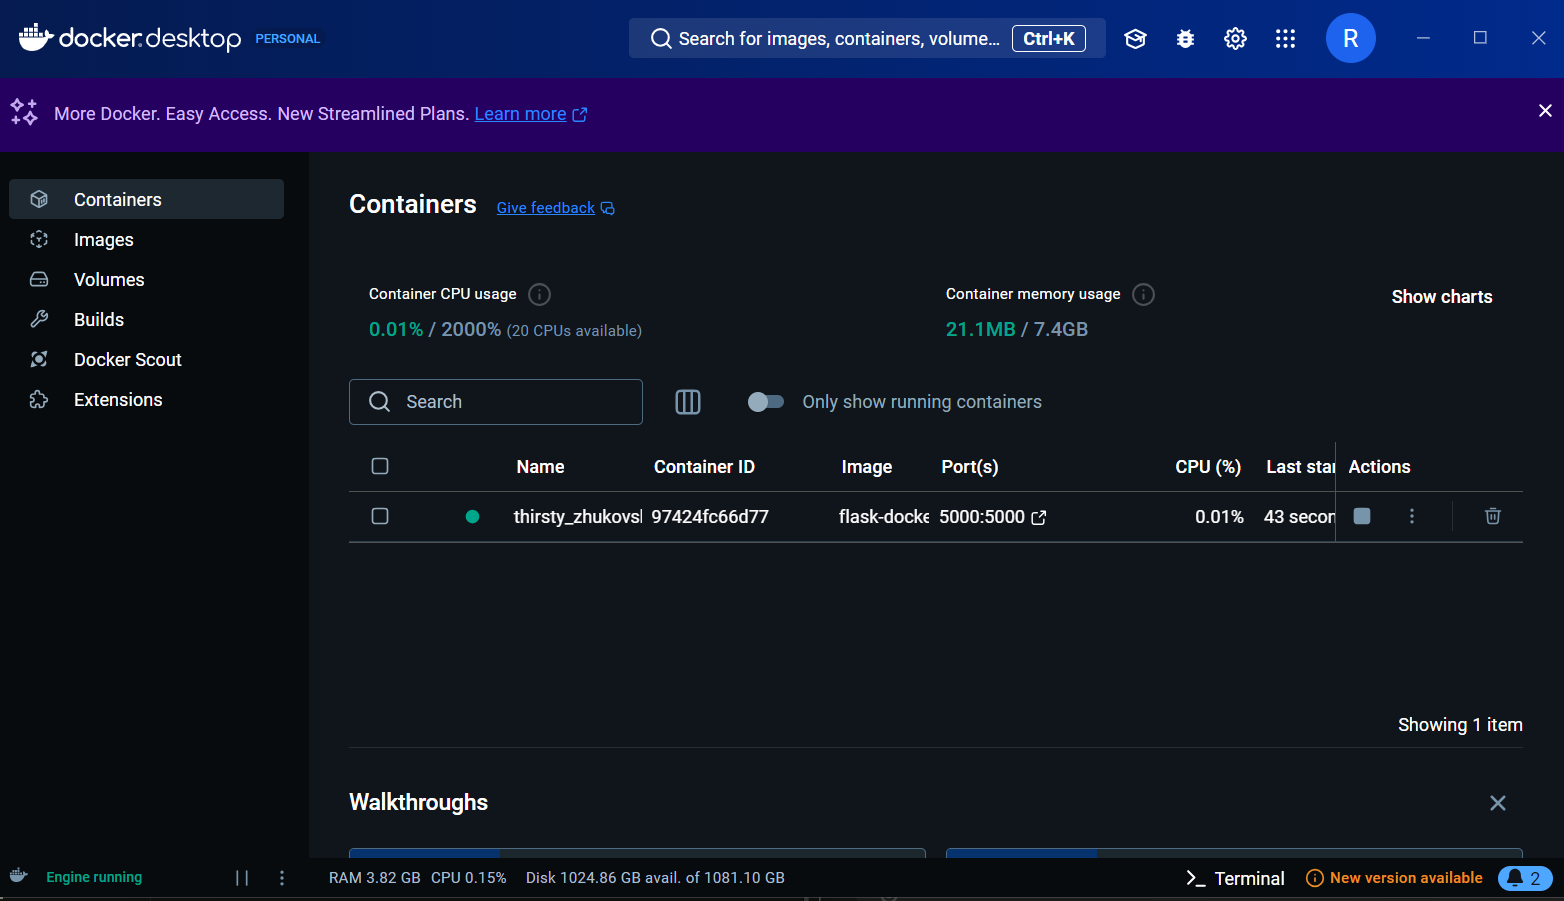 docker.desktop PERSONAL
Search for images, containers, volume... Ctrl+K
R
More Docker. Easy Access. New Streamlined Plans. Learn more
Containers
Images
Volumes
Builds
Docker Scout
Extensions
Containers Give feedback
Container CPU usage
0.01% / 2000% (20 CPUs available)
Container memory usage
21.1MB / 7.4GB
Show charts
Search
Only show running containers
Name Container ID Image Port(s) CPU (%) Last star Actions
thirsty_zhukovsl 97424fc66d77 flask-docke 5000:5000 0.01% 43 secon
Showing 1 item
Walkthroughs
Engine running
RAM 3.82 GB CPU 0.15% Disk 1024.86 GB avail. of 1081.10 GB
Terminal
New version available
2